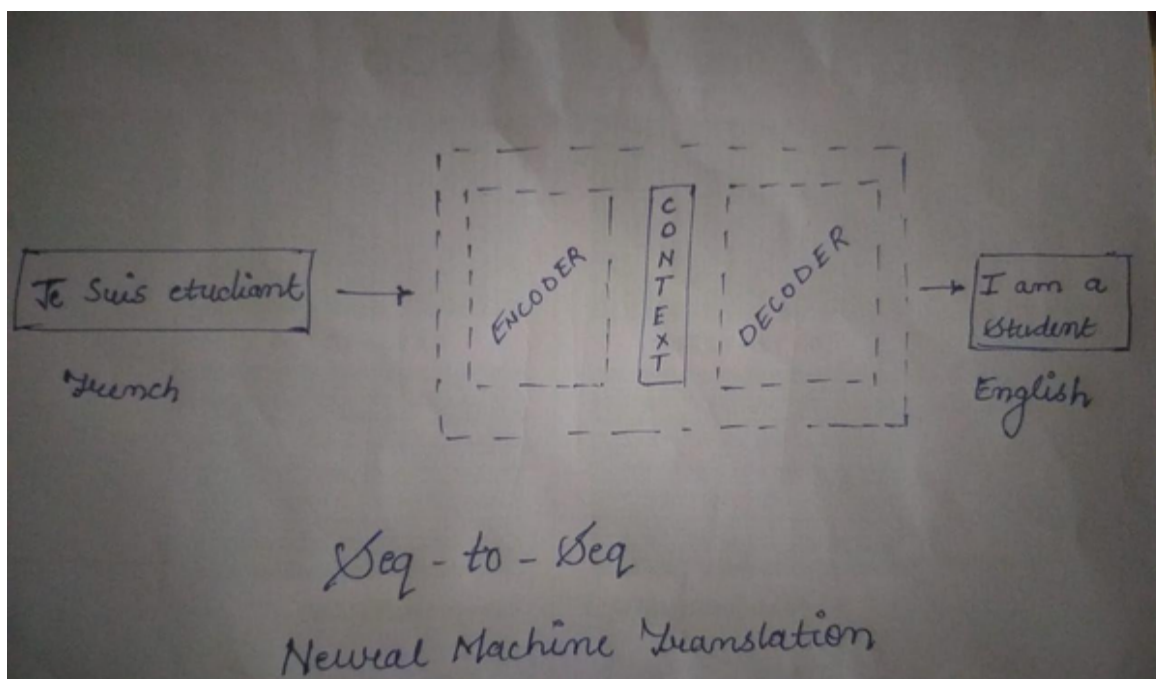 Je Suis etudiant
French
ENCODER
CONTEXT
DECODER
I am a
Student
English
Seq - to - Seq
Neural Machine Translation